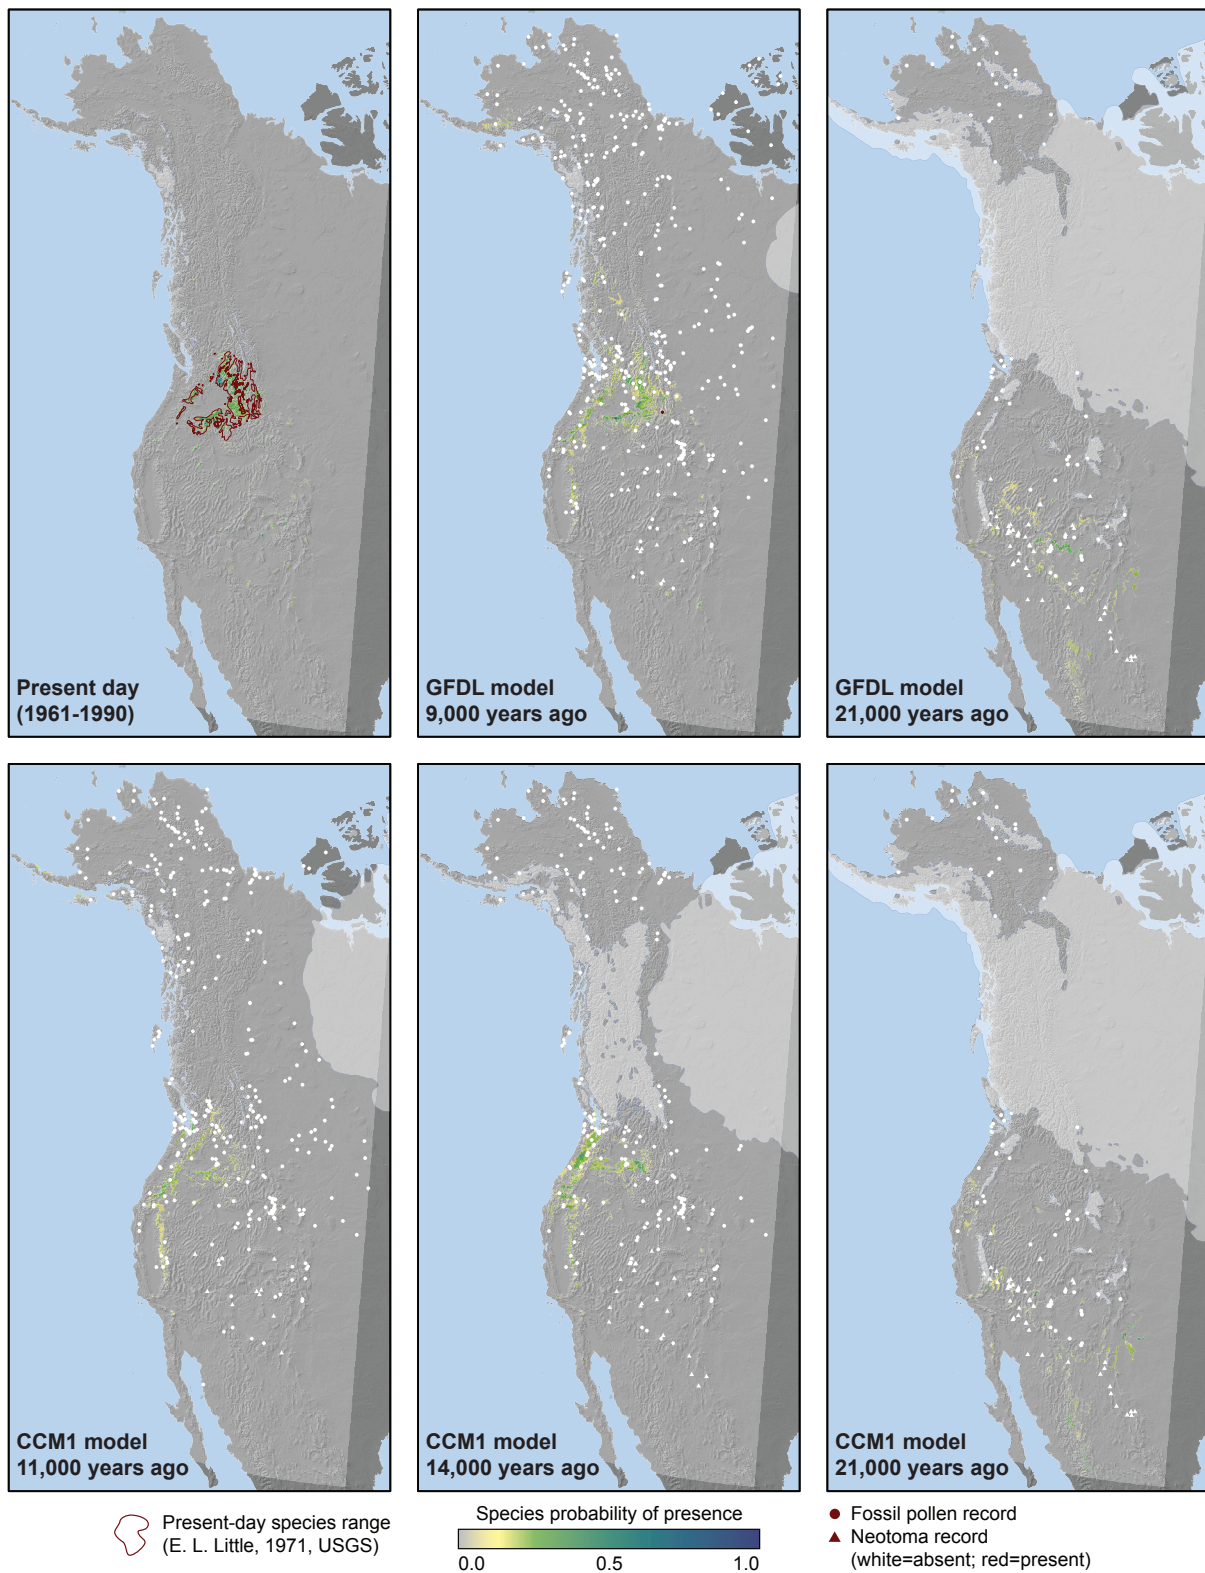 Present day
(1961-1990)
GFDL model
9,000 years ago
GFDL model
21,000 years ago
CCM1 model
11,000 years ago
CCM1 model
14,000 years ago
CCM1 model
21,000 years ago
Present-day species range
(E. L. Little, 1971, USGS)
Species probability of presence
0.0
0.5
1.0
Fossil pollen record
Neotoma record
(white=absent; red=present)